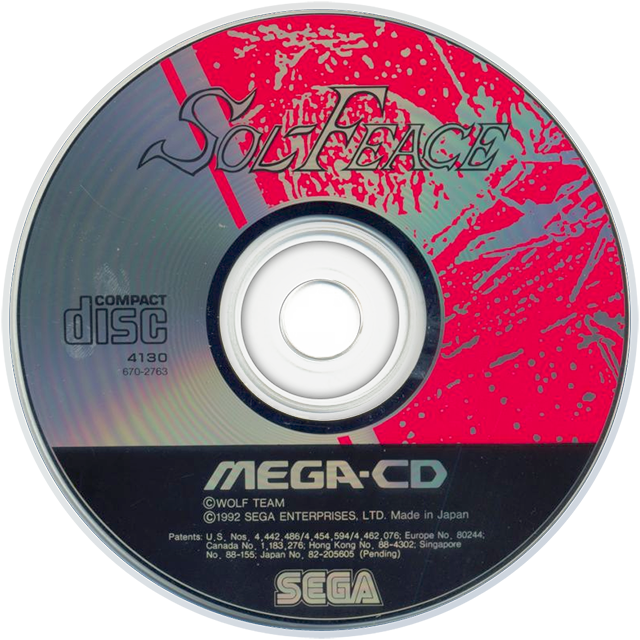 SOL-FEACE
COMPACT
disc
4130
670-2763
MEGA-CD
©WOLF TEAM
©1992 SEGA ENTERPRISES, LTD. Made in Japan
Patents: U.S. Nos. 4,442,486/4,454,594/4,462,076; Europe No. 80244;
Canada No. 1,183,276; Hong Kong No. 88-4302; Singapore
No. 88-155; Japan No. 82-205605 (Pending)
SEGA